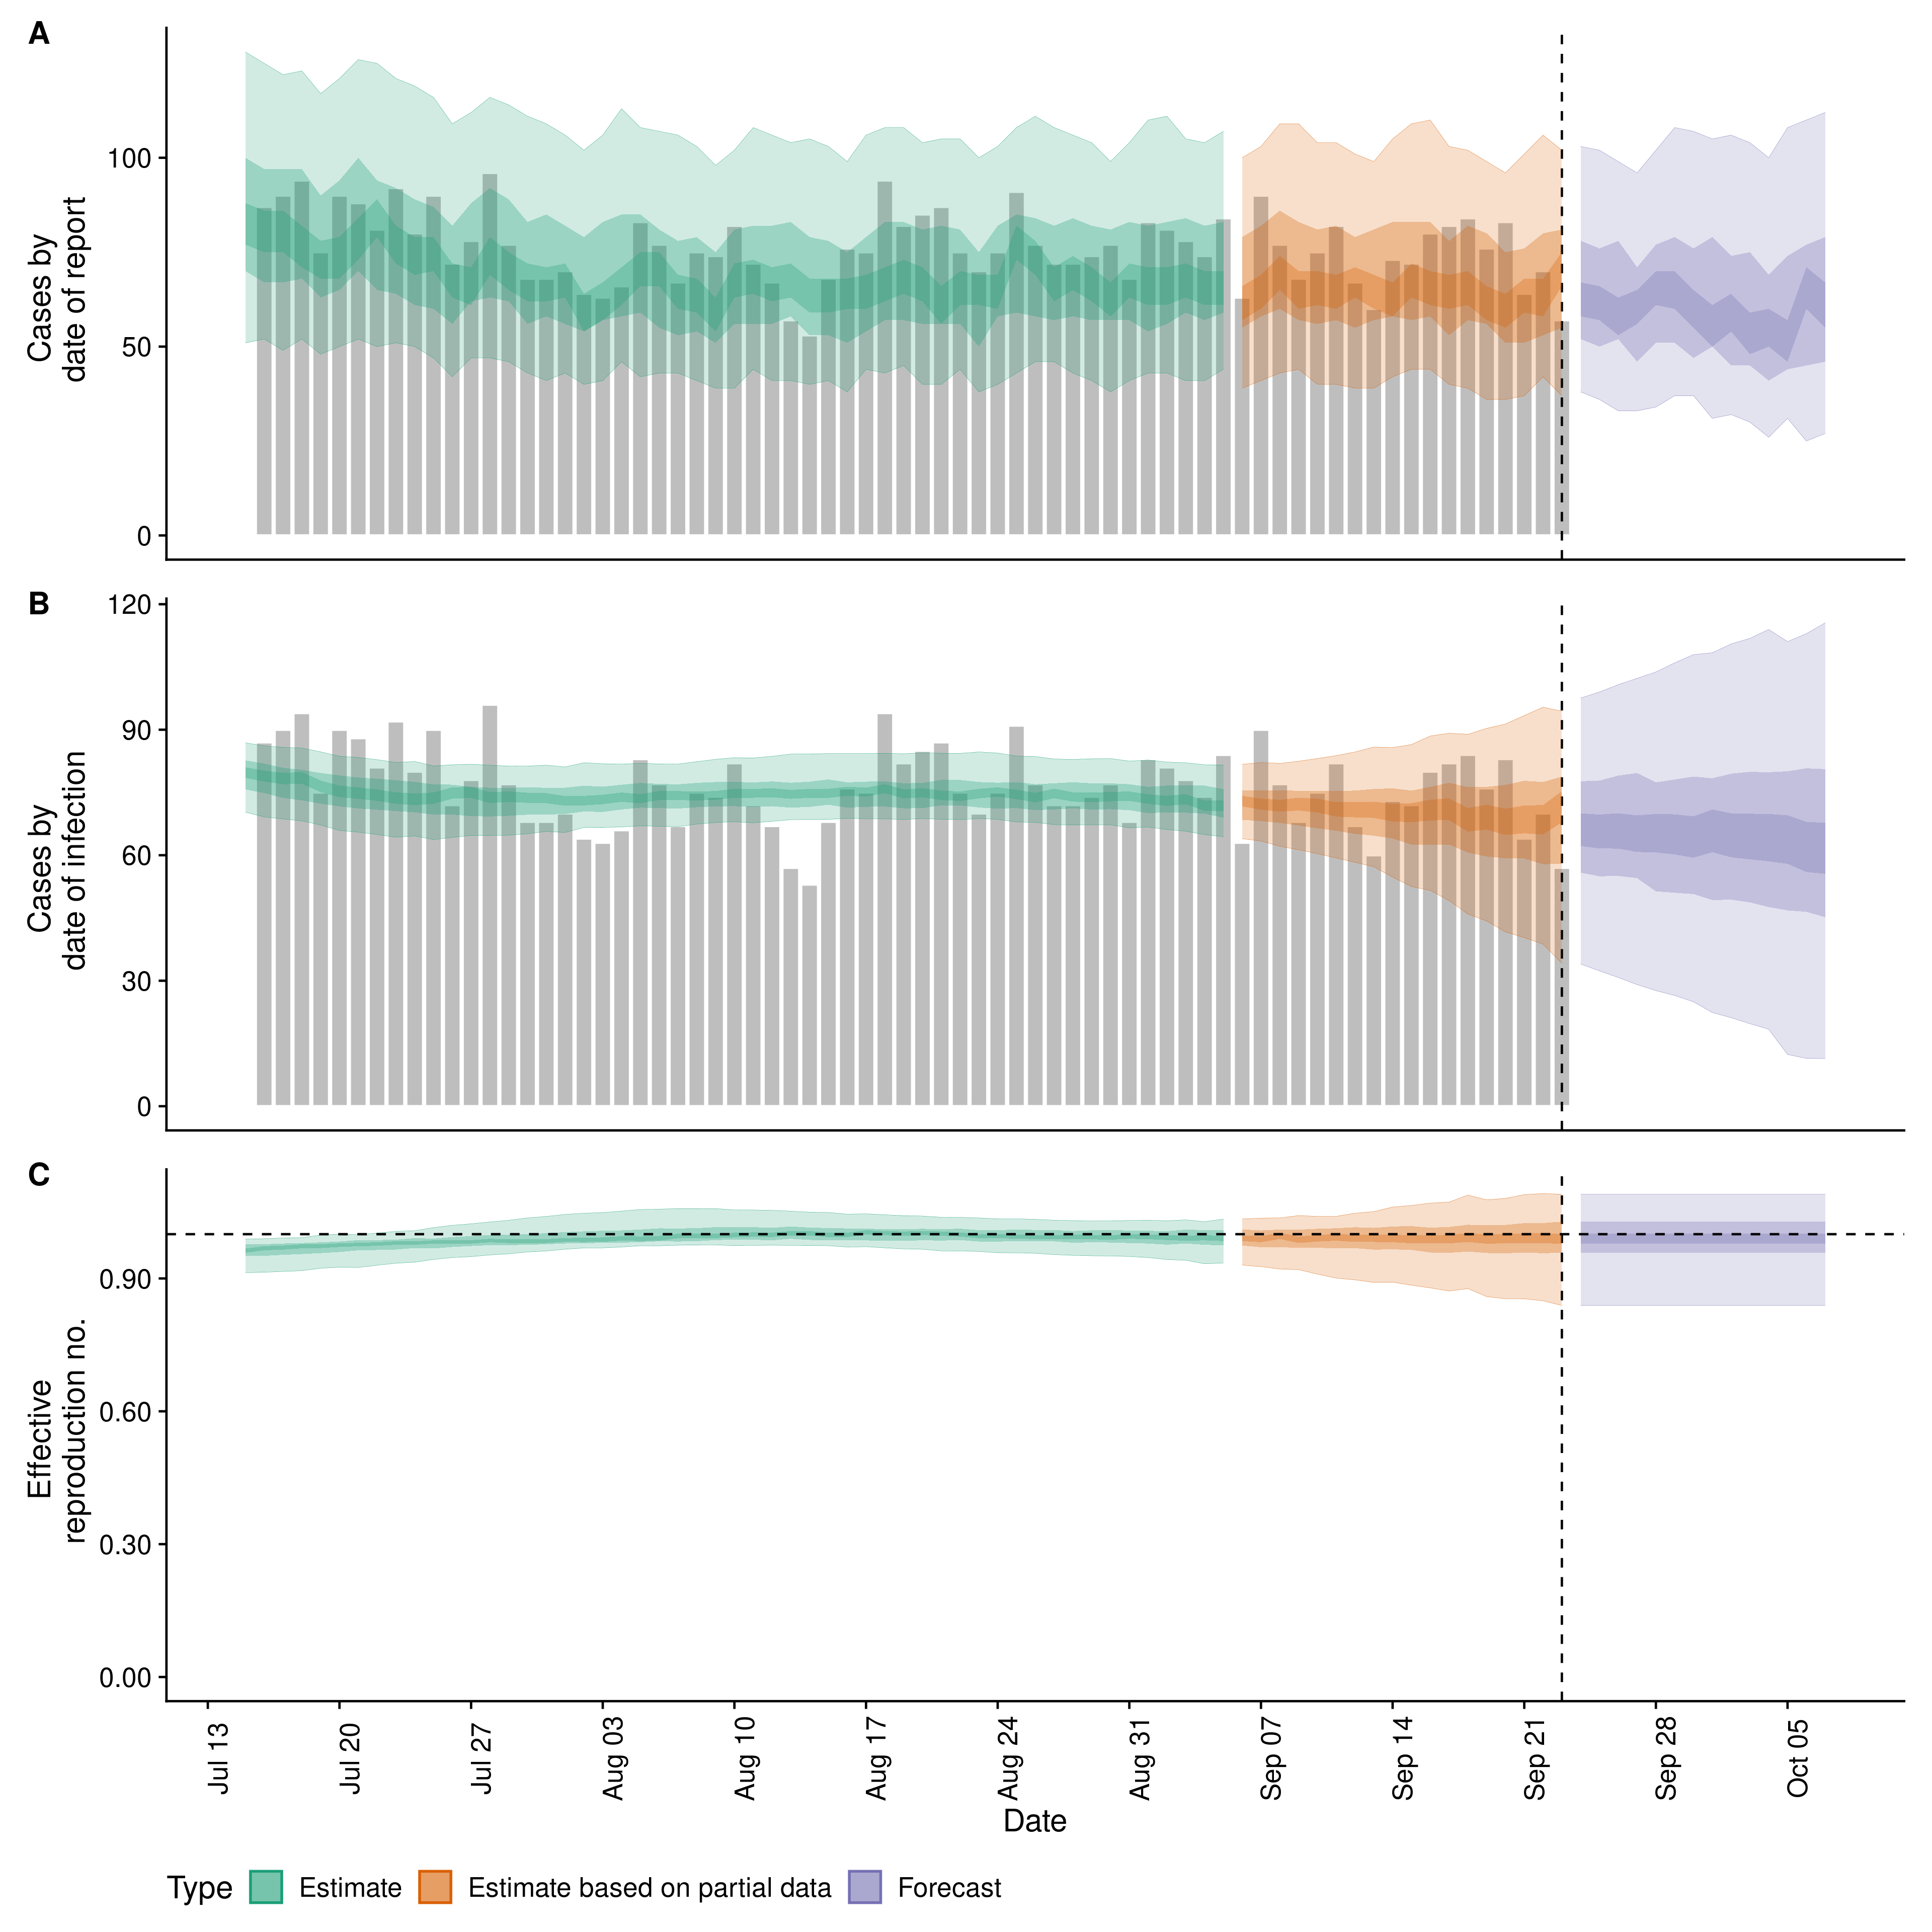 A
Cases by
date of report
100
50
0
B
Cases by
date of infection
120
90
60
30
0
C
Effective
reproduction no.
0.90
0.60
0.30
0.00
Jul 13
Jul 20
Jul 27
Aug 03
Aug 10
Aug 17
Aug 24
Aug 31
Sep 07
Sep 14
Sep 21
Sep 28
Oct 05
Date
Type Estimate Estimate based on partial data Forecast